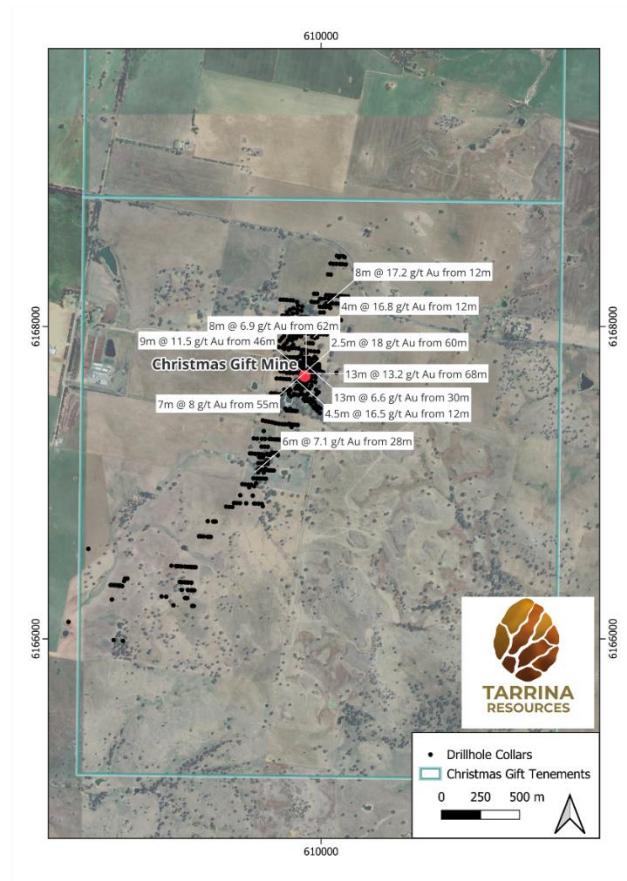 610000
8m @ 17.2 g/t Au from 12m
4m @ 16.8 g/t Au from 12m
6168000
6168000
8m @ 6.9 g/t Au from 62m
9m @ 11.5 g/t Au from 46m
2.5m @ 18 g/t Au from 60m
Christmas Gift Mine
13m @ 13.2 g/t Au from 68m
7m @ 8 g/t Au from 55m
13m @ 6.6 g/t Au from 30m
4.5m @ 16.5 g/t Au from 12m
6m @ 7.1 g/t Au from 28m
6166000
6166000
TARRINA
RESOURCES
Drillhole Collars
Christmas Gift Tenements
0 250 500 m
610000